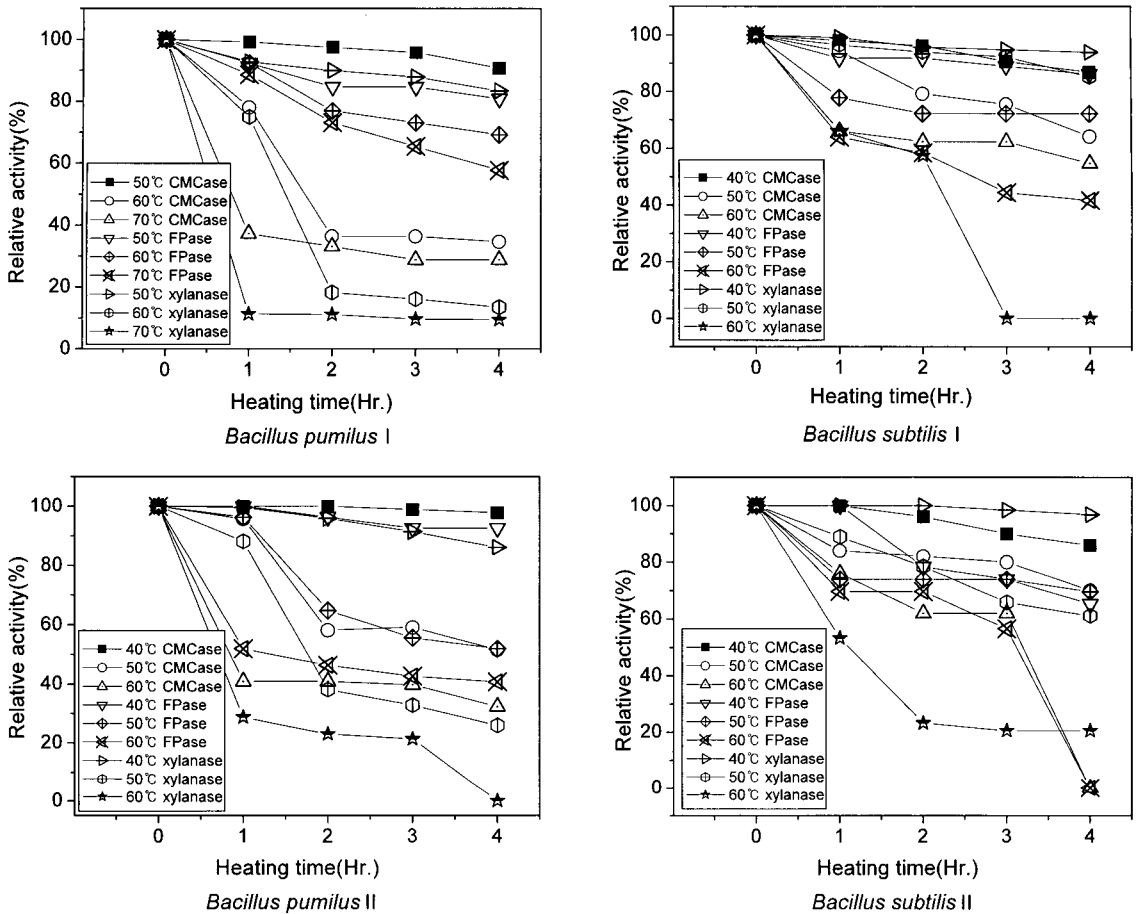 100
80
60
40
20
0
Relative activity(%)
50℃ CMCase
60℃ CMCase
70℃ CMCase
50℃ FPase
60℃ FPase
70℃ FPase
50℃ xylanase
60℃ xylanase
70℃ xylanase
0 1 2 3 4
Heating time(Hr.)
Bacillus pumilus I
100
80
60
40
20
0
Relative activity(%)
40℃ CMCase
50℃ CMCase
60℃ CMCase
40℃ FPase
50℃ FPase
60℃ FPase
40℃ xylanase
50℃ xylanase
60℃ xylanase
0 1 2 3 4
Heating time(Hr.)
Bacillus subtilis I
100
80
60
40
20
0
Relative activity(%)
40℃ CMCase
50℃ CMCase
60℃ CMCase
40℃ FPase
50℃ FPase
60℃ FPase
40℃ xylanase
50℃ xylanase
60℃ xylanase
0 1 2 3 4
Heating time(Hr.)
Bacillus pumilus II
100
80
60
40
20
0
Relative activity(%)
40℃ CMCase
50℃ CMCase
60℃ CMCase
40℃ FPase
50℃ FPase
60℃ FPase
40℃ xylanase
50℃ xylanase
60℃ xylanase
0 1 2 3 4
Heating time(Hr.)
Bacillus subtilis II